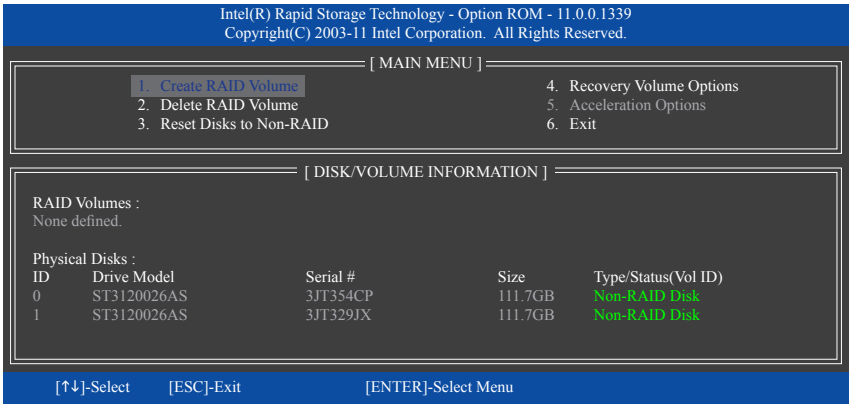 Intel(R) Rapid Storage Technology - Option ROM - 11.0.0.1339
Copyright(C) 2003-11 Intel Corporation.  All Rights Reserved.
[ MAIN MENU ]
1. Create RAID Volume
2. Delete RAID Volume
3. Reset Disks to Non-RAID
4. Recovery Volume Options
5. Acceleration Options
6. Exit
[ DISK/VOLUME INFORMATION ]
RAID Volumes :
None defined.
Physical Disks :
ID Drive Model Serial # Size Type/Status(Vol ID)
0 ST3120026AS 3JT354CP 111.7GB Non-RAID Disk
1 ST3120026AS 3JT329JX 111.7GB Non-RAID Disk
[↑↓]-Select [ESC]-Exit [ENTER]-Select Menu